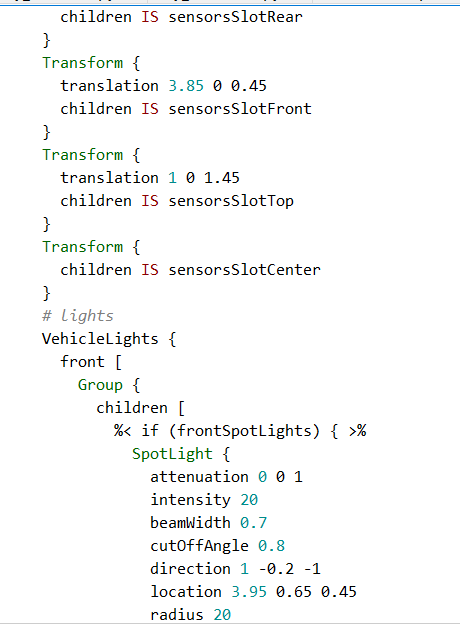 children IS sensorsSlotRear
}
Transform {
translation 3.85 0 0.45
children IS sensorsSlotFront
}
Transform {
translation 1 0 1.45
children IS sensorsSlotTop
}
Transform {
children IS sensorsSlotCenter
}
# lights
VehicleLights {
front [
Group {
children [
%< if (frontSpotLights) { >%
SpotLight {
attenuation 0 0 1
intensity 20
beamWidth 0.7
cutOffAngle 0.8
direction 1 -0.2 -1
location 3.95 0.65 0.45
radius 20